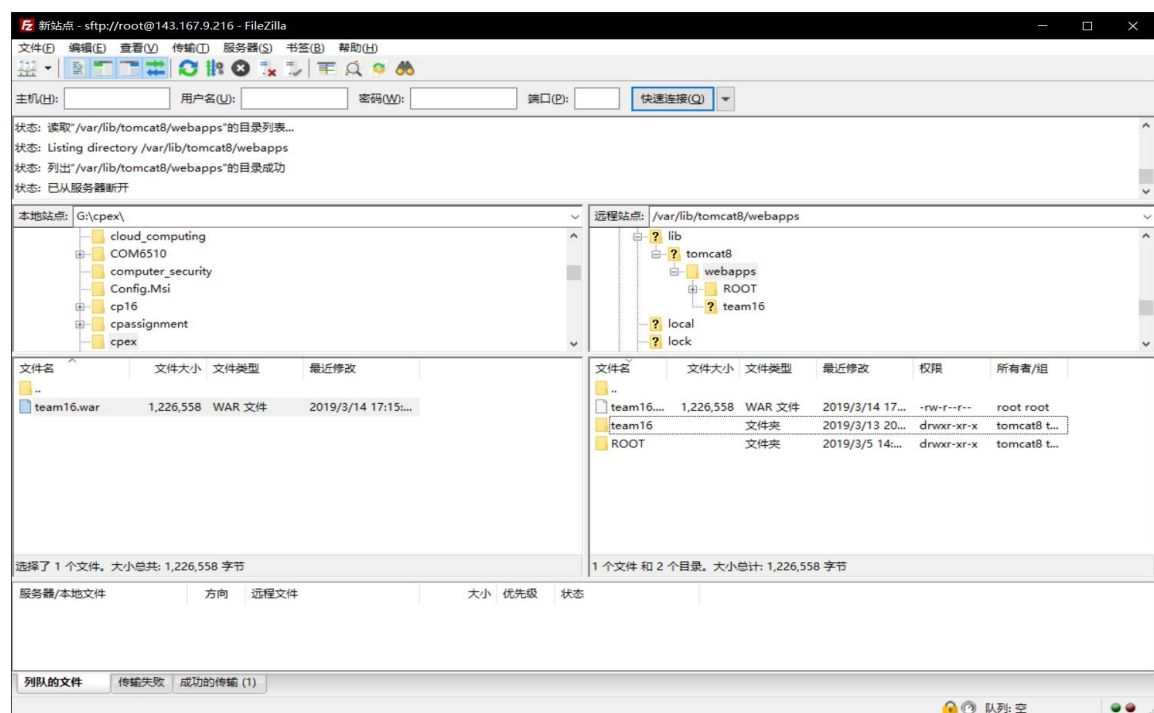 新站点 - sftp://root@143.167.9.216 - FileZilla
文件(F) 编辑(E) 查看(V) 传输(T) 服务器(S) 书签(B) 帮助(H)
主机(H): 用户名(U): 密码(W): 端口(P): 快速连接(Q)
状态: 读取"/var/lib/tomcat8/webapps"的目录列表...
状态: Listing directory /var/lib/tomcat8/webapps
状态: 列出"/var/lib/tomcat8/webapps"的目录成功
状态: 已从服务器断开
本地站点: G:\cpex\
cloud_computing
COM6510
computer_security
Config.Msi
cp16
cpassignment
cpex
远程站点: /var/lib/tomcat8/webapps
lib
tomcat8
webapps
ROOT
team16
local
lock
文件名 文件大小 文件类型 最近修改
..
team16.war 1,226,558 WAR 文件 2019/3/14 17:15:...
选择了 1 个文件。大小总共: 1,226,558 字节
文件名 文件大小 文件类型 最近修改 权限 所有者/组
..
team16.... 1,226,558 WAR 文件 2019/3/14 17... -rw-r--r-- root root
team16 文件夹 2019/3/13 20... drwxr-xr-x tomcat8 t...
ROOT 文件夹 2019/3/5 14:... drwxr-xr-x tomcat8 t...
1 个文件 和 2 个目录。大小总计: 1,226,558 字节
服务器/本地文件 方向 远程文件 大小 优先级 状态
列队的文件 传输失败 成功的传输 (1)
队列: 空